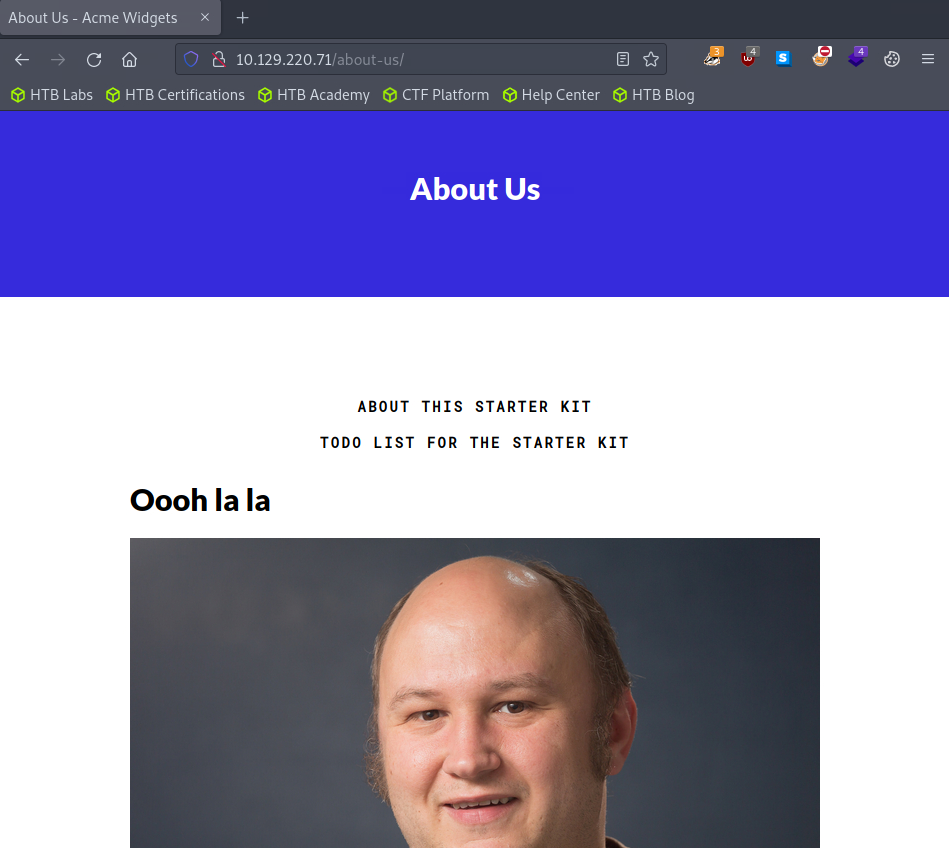 About Us - Acme Widgets
10.129.220.71/about-us/
3
4
S
4
HTB Labs HTB Certifications HTB Academy CTF Platform Help Center HTB Blog
About Us
ABOUT THIS STARTER KIT
TODO LIST FOR THE STARTER KIT
Oooh la la